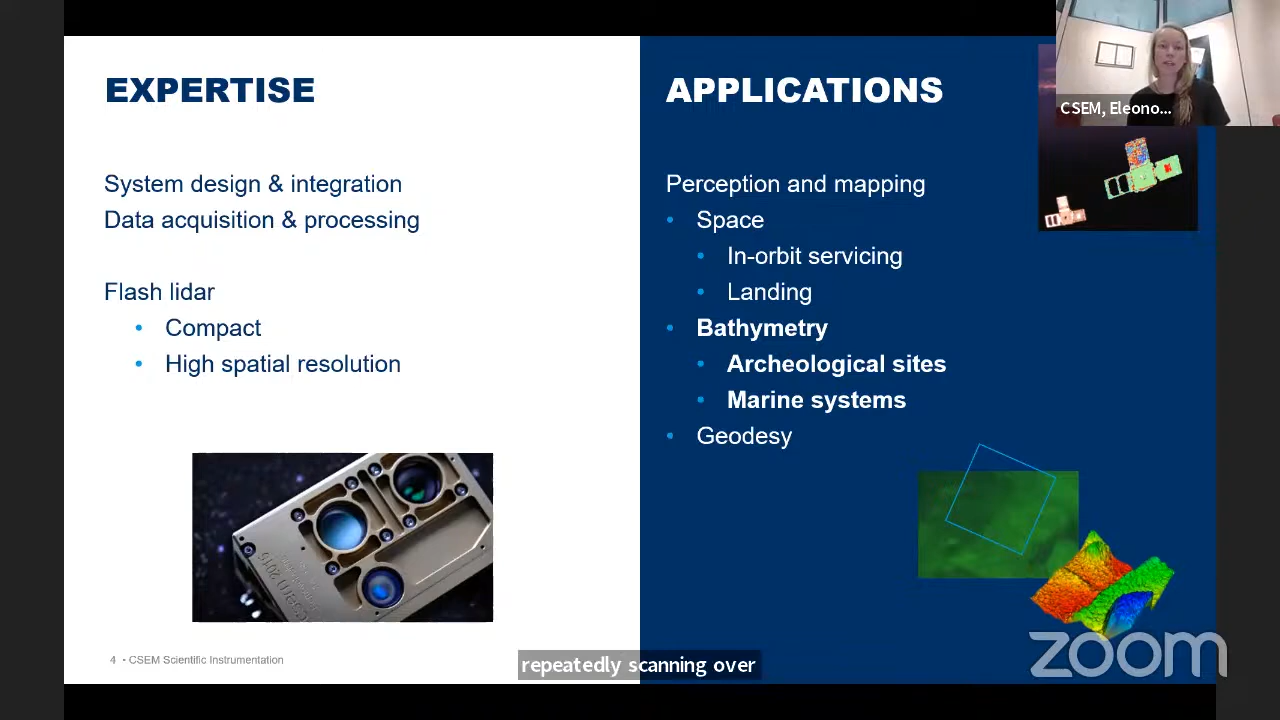 EXPERTISE
System design & integration
Data acquisition & processing
Flash lidar
• Compact
• High spatial resolution
csem 2016
4 • CSEM Scientific Instrumentation
APPLICATIONS
Perception and mapping
• Space
• In-orbit servicing
• Landing
• Bathymetry
• Archeological sites
• Marine systems
• Geodesy
CSEM, Eleono...
repeatedly scanning over
zoom